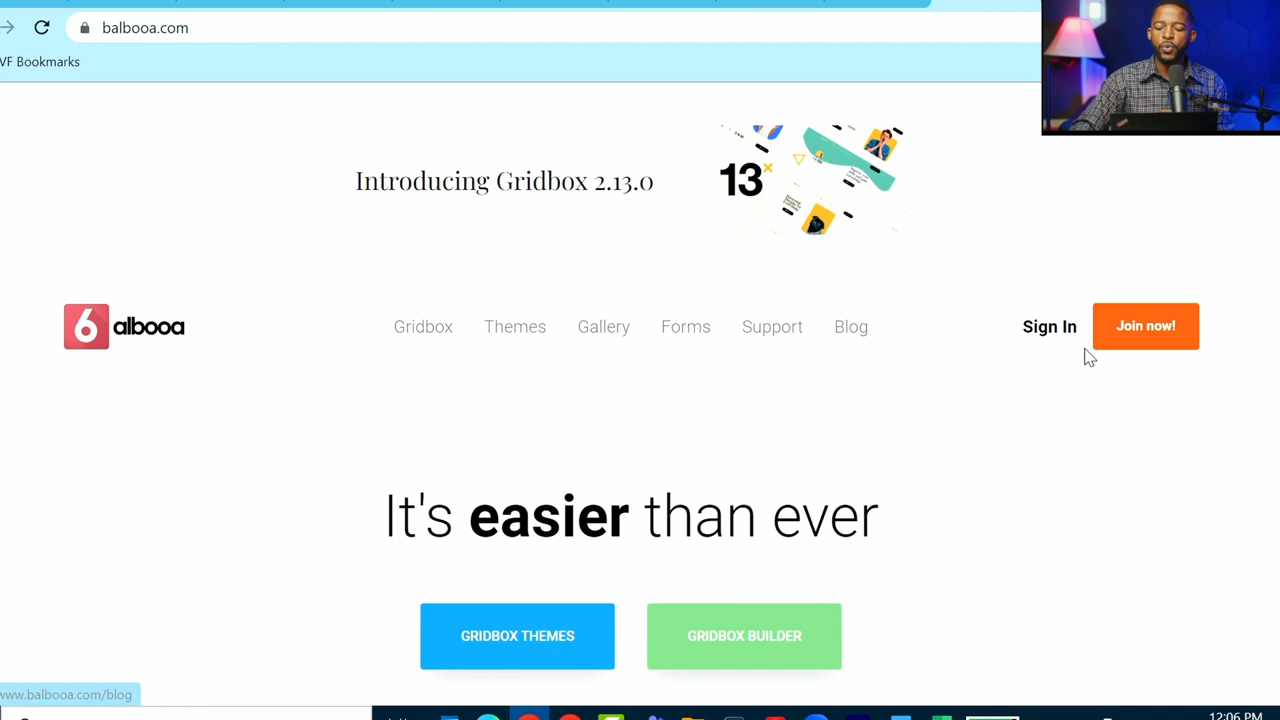 balbooa.com
VF Bookmarks
Introducing Gridbox 2.13.0
13
6 albooa
Gridbox Themes Gallery Forms Support Blog
Sign In
Join now!
It's easier than ever
GRIDBOX THEMES
GRIDBOX BUILDER
www.balbooa.com/blog
12:06 PM